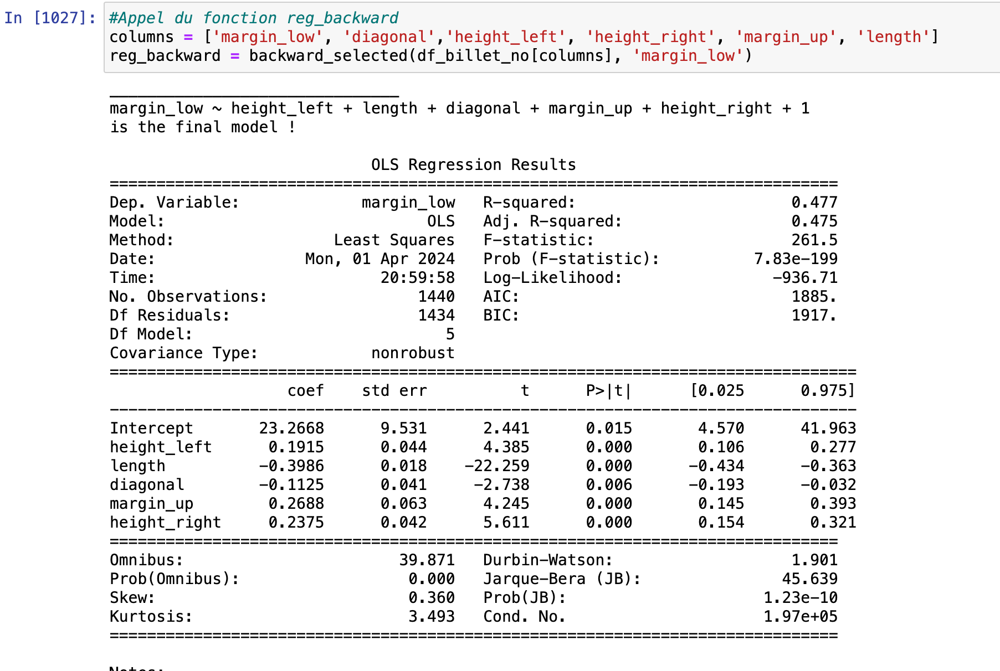 In [1027]: #Appel du fonction reg_backward
columns = ['margin_low', 'diagonal','height_left', 'height_right', 'margin_up', 'length']
reg_backward = backward_selected(df_billet_no[columns], 'margin_low')
_______________________________
margin_low ~ height_left + length + diagonal + margin_up + height_right + 1
is the final model !
OLS Regression Results
==============================================================================
Dep. Variable: margin_low R-squared: 0.477
Model: OLS Adj. R-squared: 0.475
Method: Least Squares F-statistic: 261.5
Date: Mon, 01 Apr 2024 Prob (F-statistic): 7.83e-199
Time: 20:59:58 Log-Likelihood: -936.71
No. Observations: 1440 AIC: 1885.
Df Residuals: 1434 BIC: 1917.
Df Model: 5
Covariance Type: nonrobust
================================================================================
coef std err t P>|t| [0.025 0.975]
--------------------------------------------------------------------------------
Intercept 23.2668 9.531 2.441 0.015 4.570 41.963
height_left 0.1915 0.044 4.385 0.000 0.106 0.277
length -0.3986 0.018 -22.259 0.000 -0.434 -0.363
diagonal -0.1125 0.041 -2.738 0.006 -0.193 -0.032
margin_up 0.2688 0.063 4.245 0.000 0.145 0.393
height_right 0.2375 0.042 5.611 0.000 0.154 0.321
==============================================================================
Omnibus: 39.871 Durbin-Watson: 1.901
Prob(Omnibus): 0.000 Jarque-Bera (JB): 45.639
Skew: 0.360 Prob(JB): 1.23e-10
Kurtosis: 3.493 Cond. No. 1.97e+05
==============================================================================
Notes: